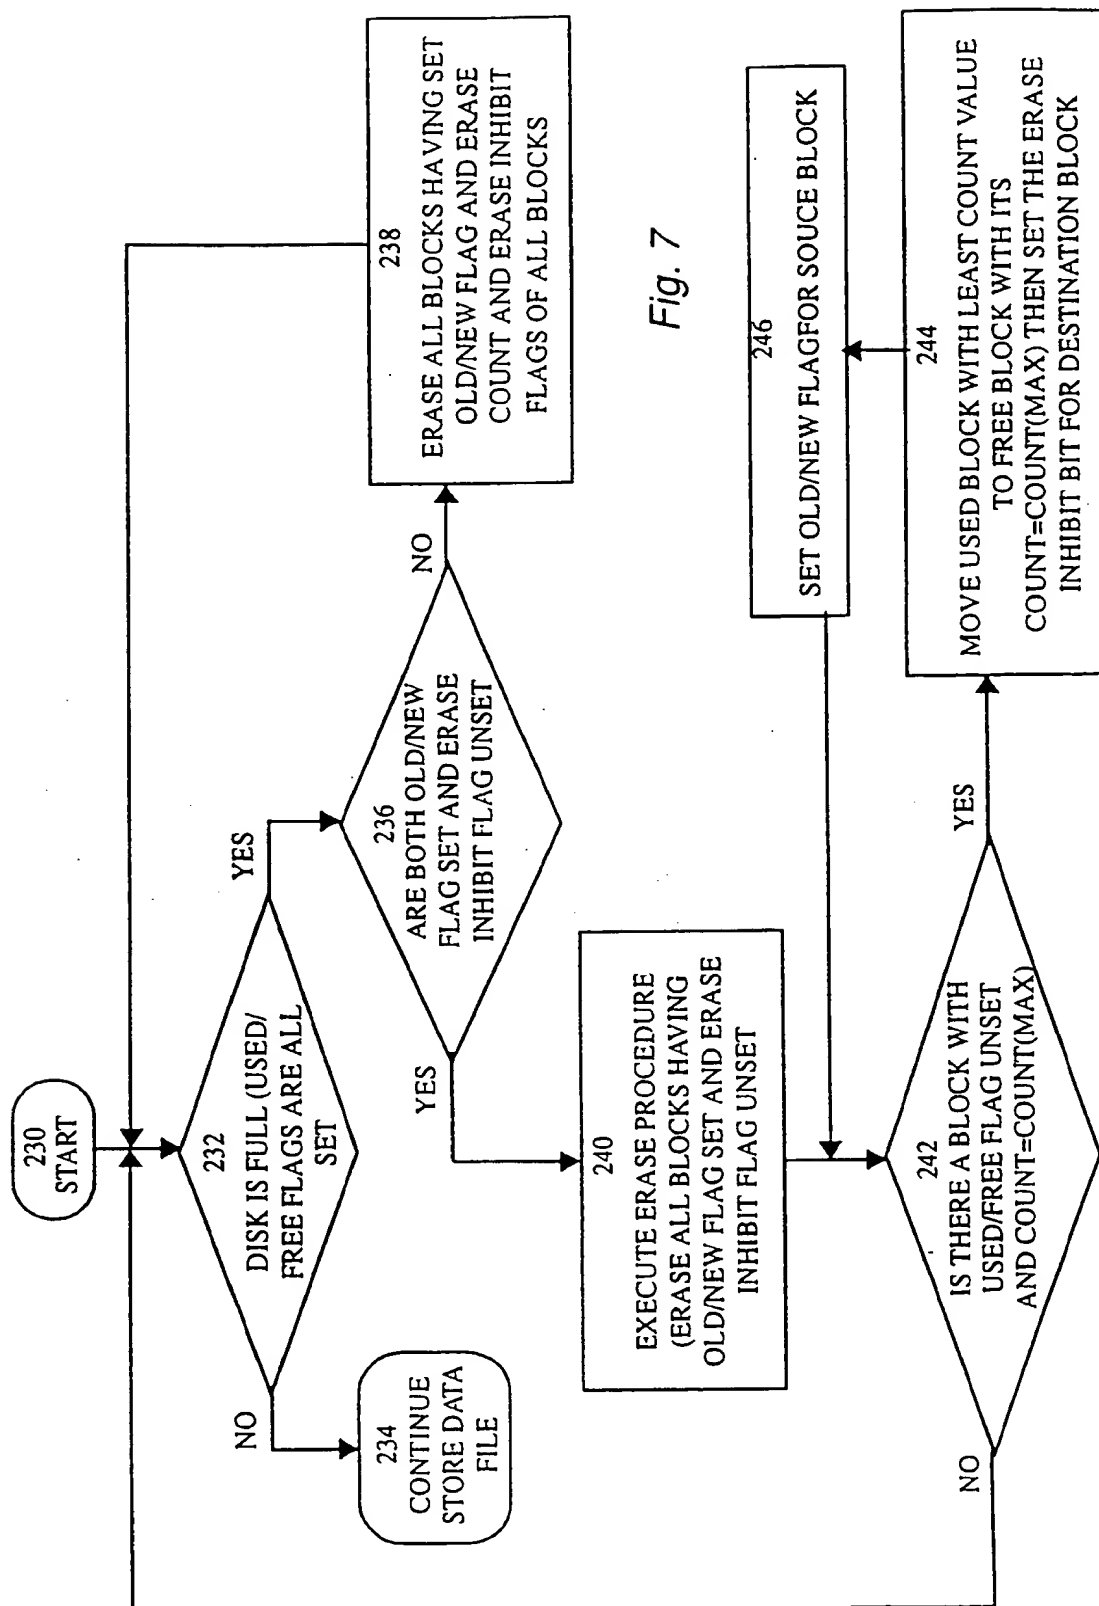 230
START
232
DISK IS FULL (USED/
FREE FLAGS ARE ALL
SET
NO
YES
234
CONTINUE
STORE DATA
FILE
236
ARE BOTH OLD/NEW
FLAG SET AND ERASE
INHIBIT FLAG UNSET
YES
NO
238
ERASE ALL BLOCKS HAVING SET
OLD/NEW FLAG AND ERASE
COUNT AND ERASE INHIBIT
FLAGS OF ALL BLOCKS
240
EXECUTE ERASE PROCEDURE
(ERASE ALL BLOCKS HAVING
OLD/NEW FLAG SET AND ERASE
INHIBIT FLAG UNSET
242
IS THERE A BLOCK WITH
USED/FREE FLAG UNSET
AND COUNT=COUNT(MAX)
NO
YES
244
MOVE USED BLOCK WITH LEAST COUNT VALUE
TO FREE BLOCK WITH ITS
COUNT=COUNT(MAX) THEN SET THE ERASE
INHIBIT BIT FOR DESTINATION BLOCK
246
SET OLD/NEW FLAGFOR SOUCE BLOCK
Fig. 7